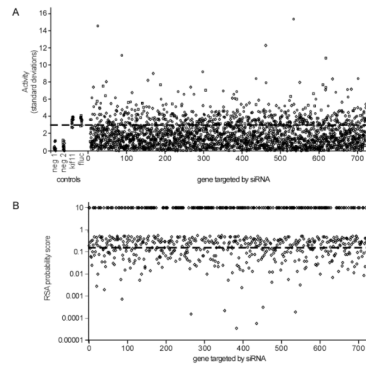 A
16
14
12
10
8
6
4
2
0
Activity
(standard deviations)
neg 1
neg 2
kif11
fluc
0 100 200 300 400 500 600 700
controls gene targeted by siRNA
B
10
1
0.1
0.01
0.001
0.0001
0.00001
RSA probability score
0 100 200 300 400 500 600 700
gene targeted by siRNA